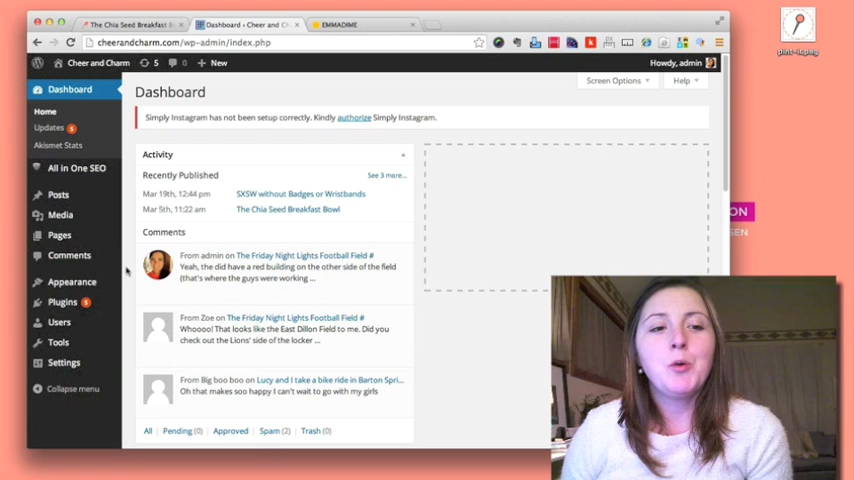 The Chia Seed Breakfast B
Dashboard ‹ Cheer and Ch
EMMADIME
cheerandcharm.com/wp-admin/index.php
pint-it.png
Cheer and Charm
5
0
+ New
Howdy, admin
Dashboard
Home
Updates 5
Akismet Stats
All in One SEO
Posts
Media
Pages
Comments
Appearance
Plugins 5
Users
Tools
Settings
Collapse menu
Screen Options
Help
Dashboard
Simply Instagram has not been setup correctly. Kindly authorize Simply Instagram.
Activity
Recently Published
See 3 more...
Mar 19th, 12:44 pm SXSW without Badges or Wristbands
Mar 5th, 11:22 am The Chia Seed Breakfast Bowl
Comments
From admin on The Friday Night Lights Football Field #
Yeah, the did have a red building on the other side of the field
(that's where the guys were working ...
From Zoe on The Friday Night Lights Football Field #
Whoooo! That looks like the East Dillon Field to me. Did you
check out the Lions' side of the locker ...
From Big boo boo on Lucy and I take a bike ride in Barton Spri...
Oh that makes soo happy I can't wait to go with my girls
All Pending (0) Approved Spam (2) Trash (0)
ON
SEN